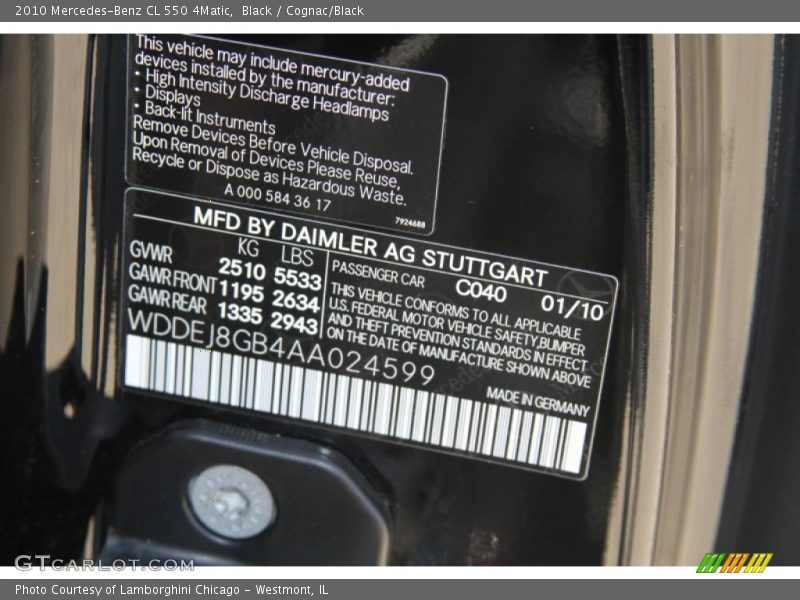 2010 Mercedes-Benz CL 550 4Matic,  Black / Cognac/Black
This vehicle may include mercury-added
devices installed by the manufacturer:
• High Intensity Discharge Headlamps
• Displays
• Back-lit Instruments
Remove Devices Before Vehicle Disposal.
Upon Removal of Devices Please Reuse,
Recycle or Dispose as Hazardous Waste.
A 000 584 36 17
7924688
MFD BY DAIMLER AG STUTTGART
KG LBS
GVWR 2510 5533
GAWR FRONT 1195 2634
GAWR REAR 1335 2943
PASSENGER CAR C040 01/10
THIS VEHICLE CONFORMS TO ALL APPLICABLE
U.S. FEDERAL MOTOR VEHICLE SAFETY, BUMPER
AND THEFT PREVENTION STANDARDS IN EFFECT
ON THE DATE OF MANUFACTURE SHOWN ABOVE
WDDEJ8GB4AA024599
MADE IN GERMANY
GTcarlot.com
Photo Courtesy of Lamborghini Chicago - Westmont, IL